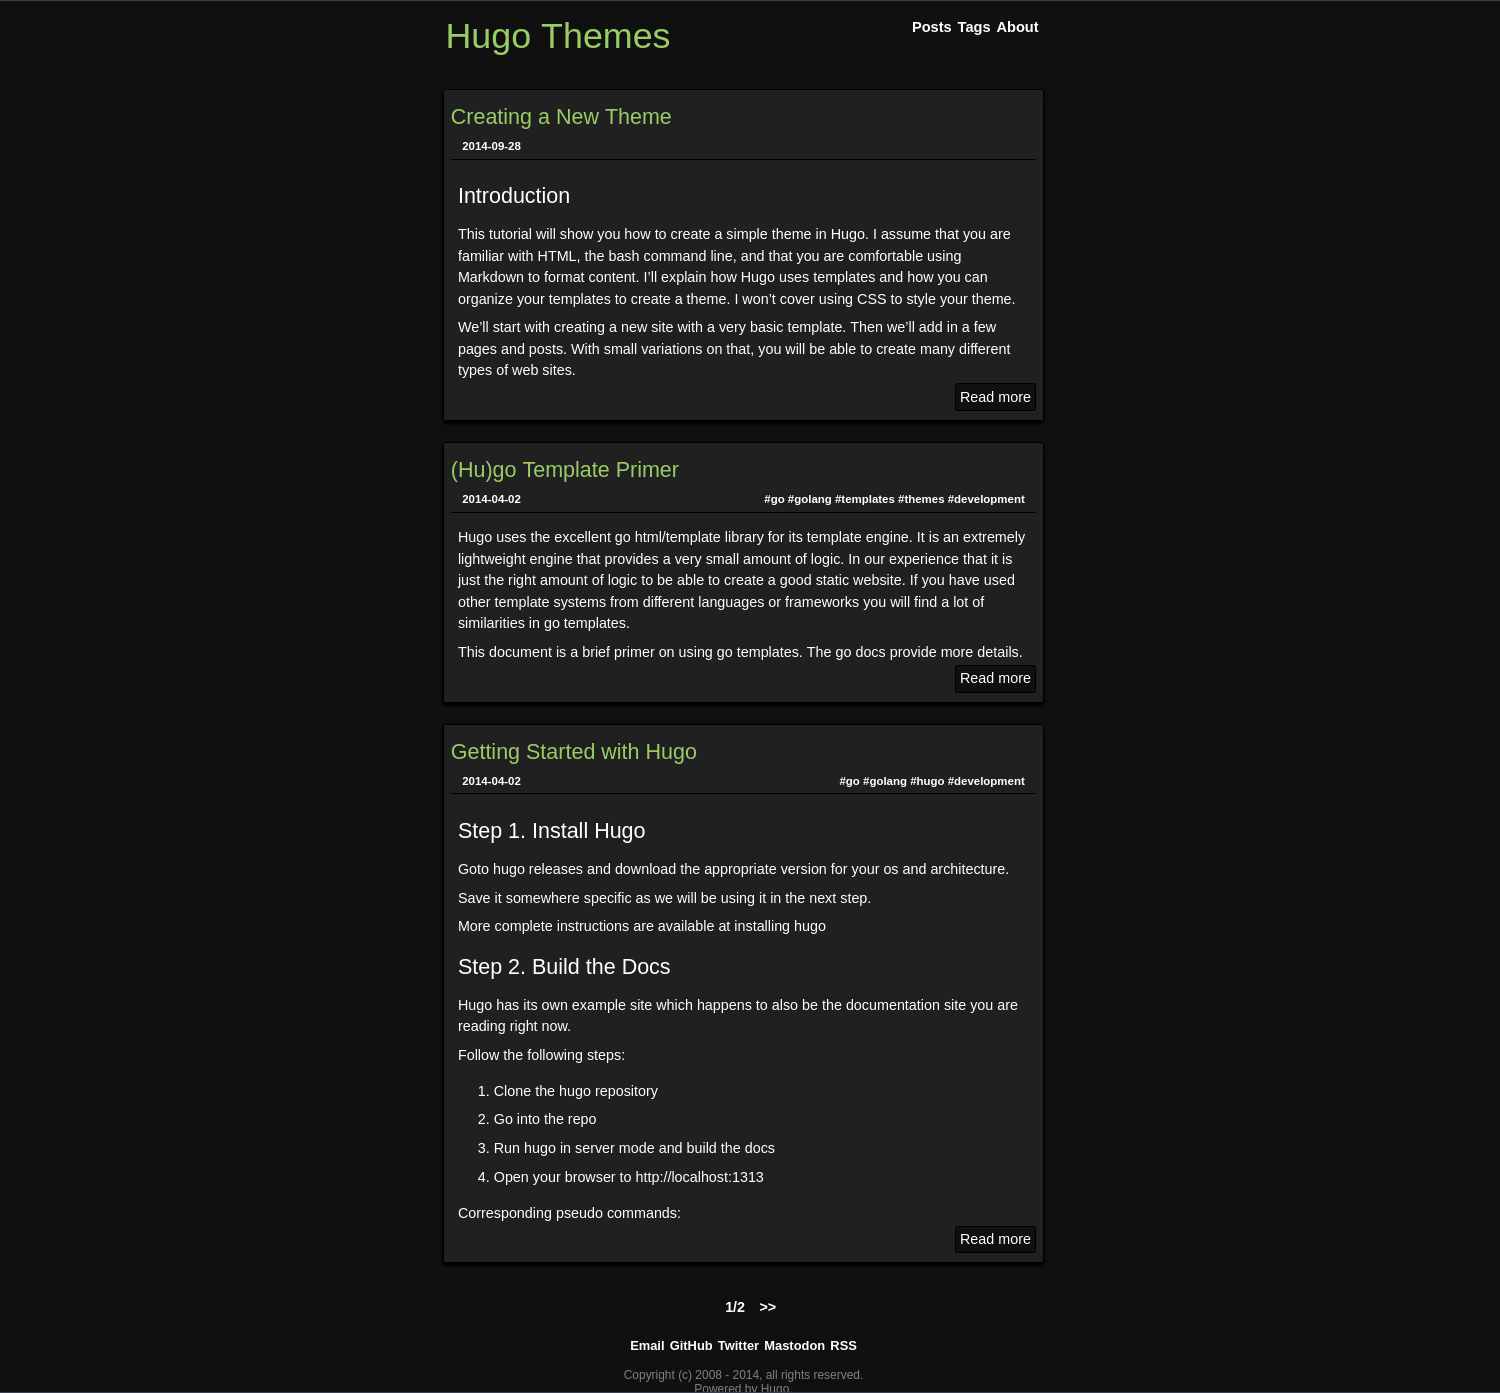 Hugo Themes
Posts Tags About
Creating a New Theme
2014-09-28
Introduction
This tutorial will show you how to create a simple theme in Hugo. I assume that you are
familiar with HTML, the bash command line, and that you are comfortable using
Markdown to format content. I’ll explain how Hugo uses templates and how you can
organize your templates to create a theme. I won’t cover using CSS to style your theme.
We’ll start with creating a new site with a very basic template. Then we’ll add in a few
pages and posts. With small variations on that, you will be able to create many different
types of web sites.
Read more
(Hu)go Template Primer
2014-04-02 #go #golang #templates #themes #development
Hugo uses the excellent go html/template library for its template engine. It is an extremely
lightweight engine that provides a very small amount of logic. In our experience that it is
just the right amount of logic to be able to create a good static website. If you have used
other template systems from different languages or frameworks you will find a lot of
similarities in go templates.
This document is a brief primer on using go templates. The go docs provide more details.
Read more
Getting Started with Hugo
2014-04-02 #go #golang #hugo #development
Step 1. Install Hugo
Goto hugo releases and download the appropriate version for your os and architecture.
Save it somewhere specific as we will be using it in the next step.
More complete instructions are available at installing hugo
Step 2. Build the Docs
Hugo has its own example site which happens to also be the documentation site you are
reading right now.
Follow the following steps:
1. Clone the hugo repository
2. Go into the repo
3. Run hugo in server mode and build the docs
4. Open your browser to http://localhost:1313
Corresponding pseudo commands:
Read more
1/2 >>
Email GitHub Twitter Mastodon RSS
Copyright (c) 2008 - 2014, all rights reserved.
Powered by Hugo.